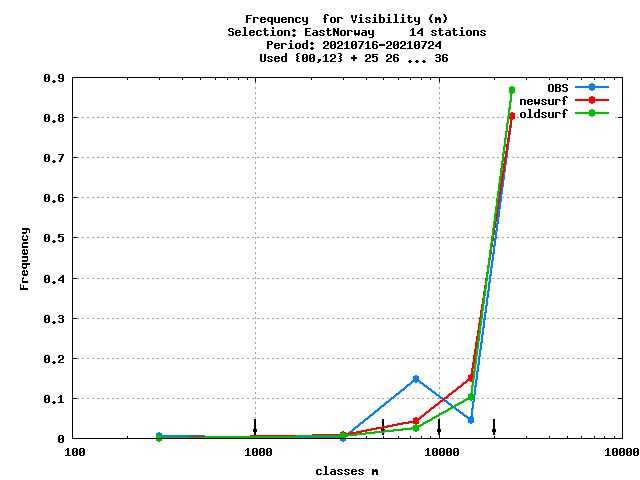 Frequency  for Visibility (m)
Selection: EastNorway     14 stations
Period: 20210716-20210724
Used {00,12} + 25 26 ... 36
OBS
newsurf
oldsurf
Frequency
0.9
0.8
0.7
0.6
0.5
0.4
0.3
0.2
0.1
0
100 1000 10000 100000
classes m